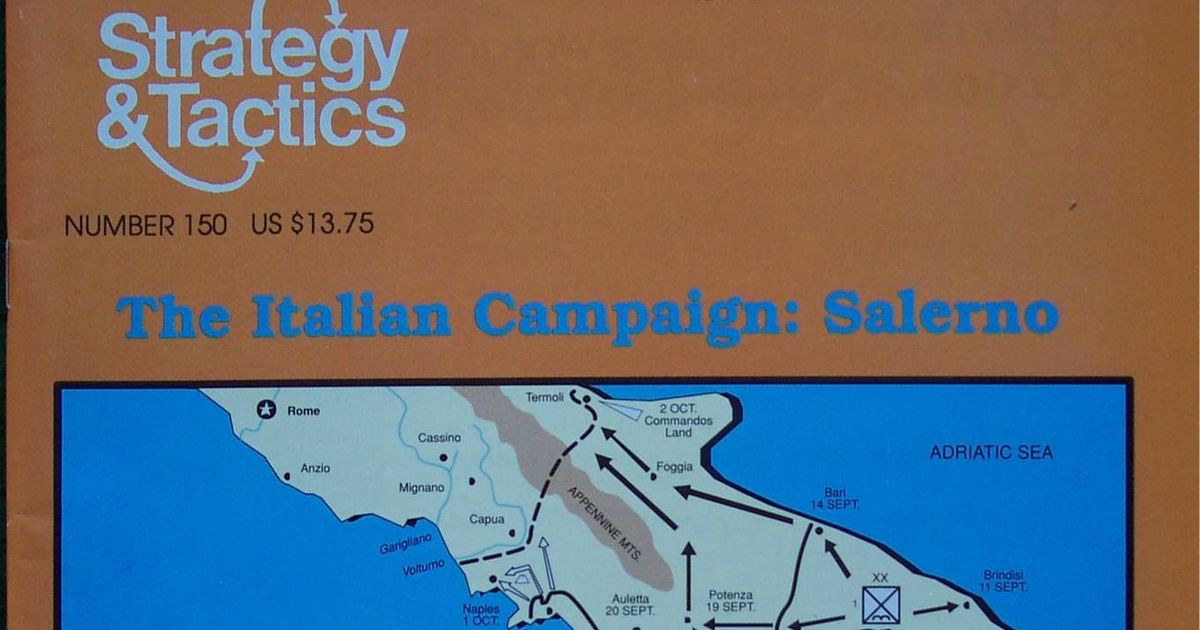 Strategy
&Tactics
NUMBER 150 US $13.75
The Italian Campaign: Salerno
Termoli
2 OCT.
Commandos
Land
Rome
ADRIATIC SEA
Cassino
Foggia
Anzio
Mignano
Bari
14 SEPT.
APPENNINE MTS.
Capua
Garigliano
Volturno
XX
1
Brindisi
11 SEPT.
Auletta
20 SEPT.
Potenza
19 SEPT.
Naples
1 OCT.